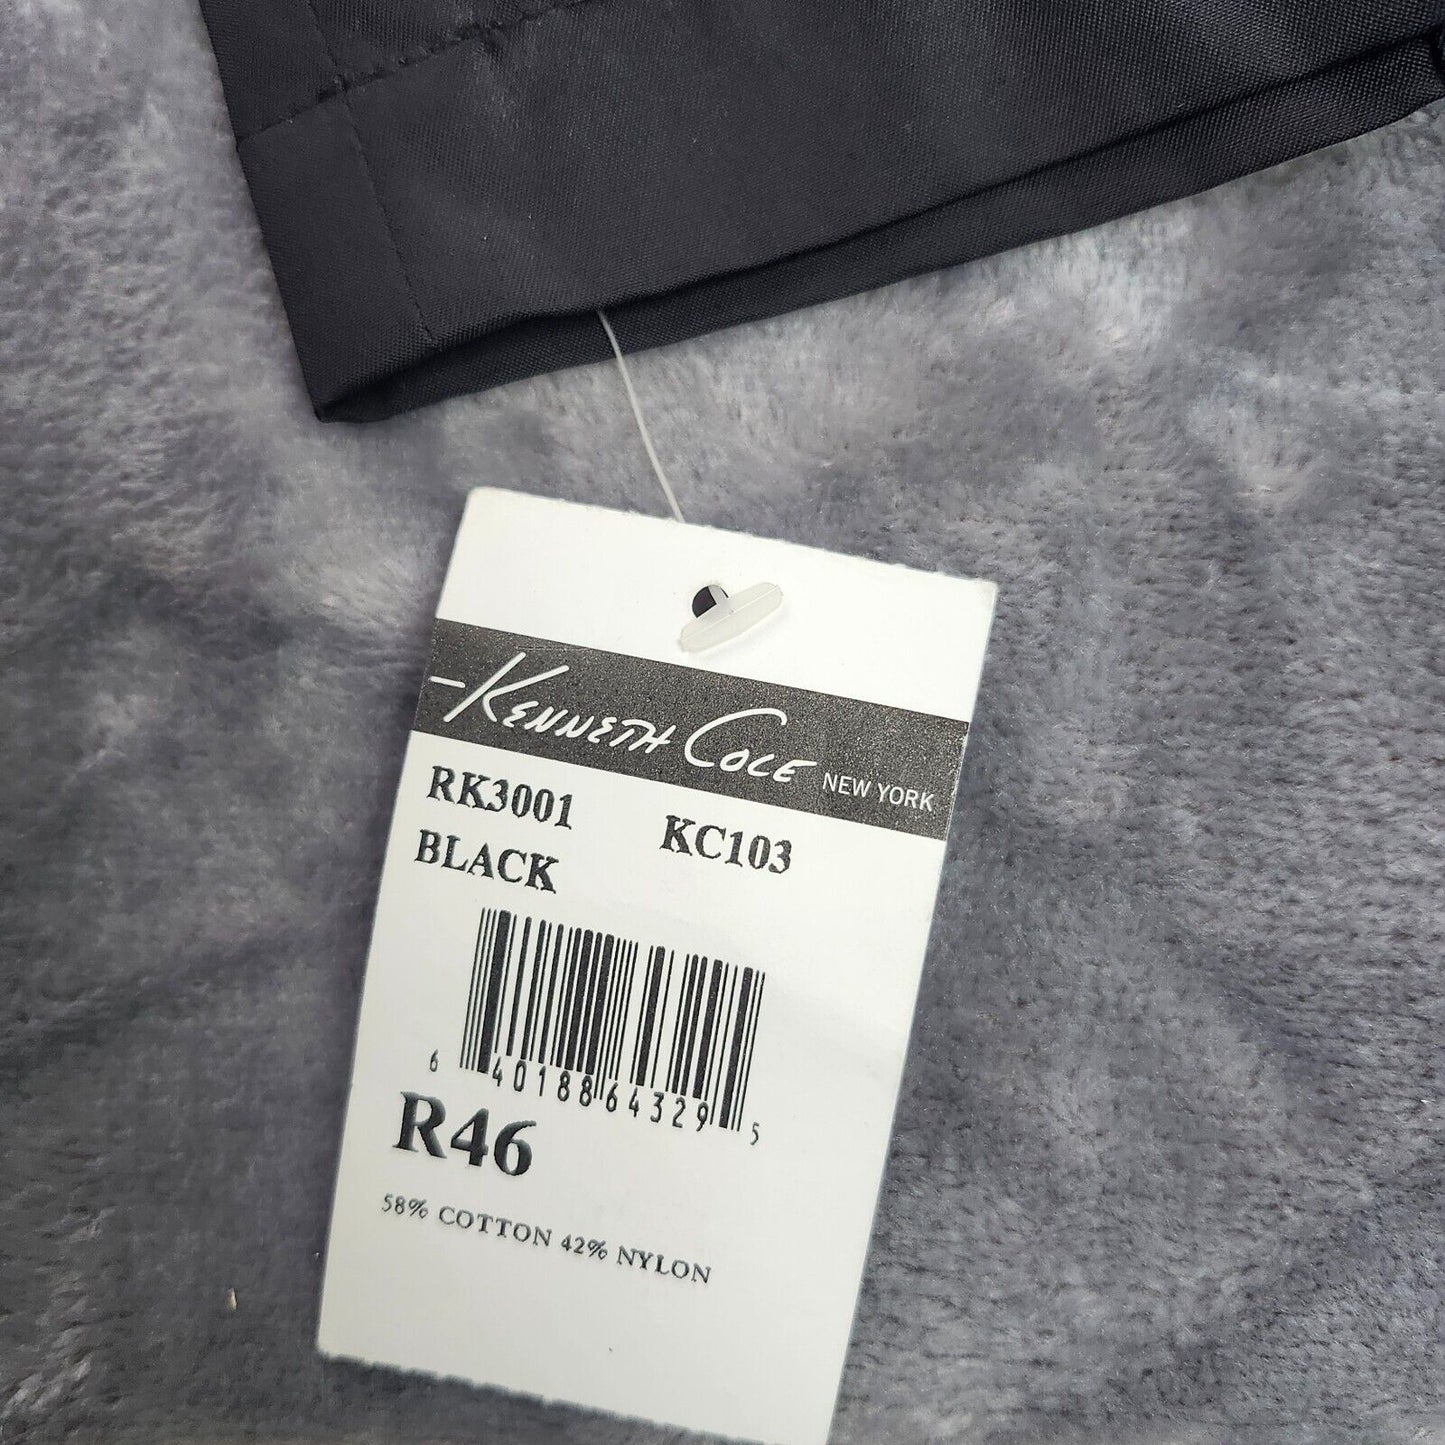 Kenneth Cole NEW YORK
RK3001 KC103
BLACK
6 40188 64329 5
R46
58% COTTON 42% NYLON